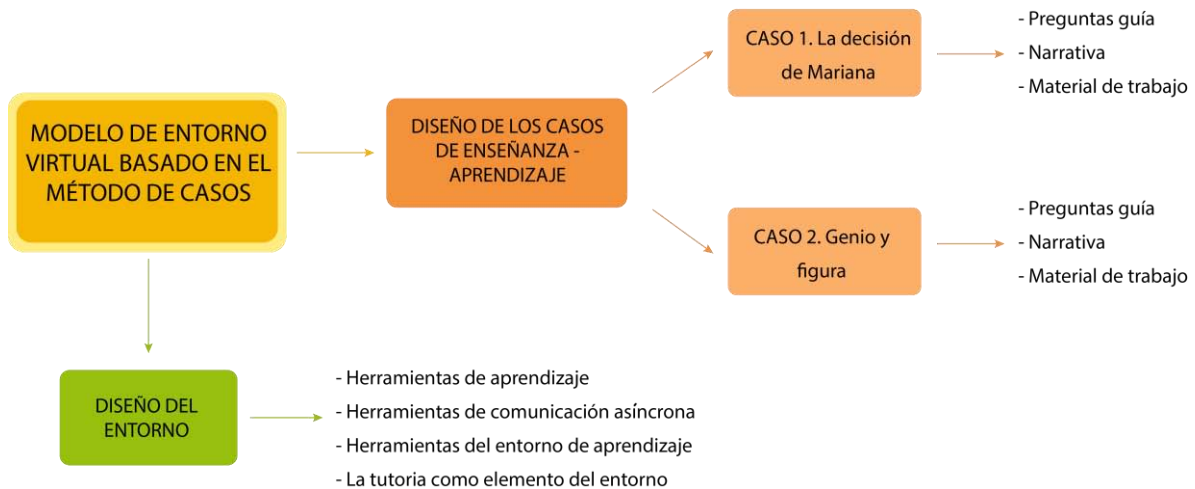 MODELO DE ENTORNO
VIRTUAL BASADO EN EL
MÉTODO DE CASOS
DISEÑO DE LOS CASOS
DE ENSEÑANZA -
APRENDIZAJE
CASO 1. La decisión
de Mariana
- Preguntas guía
- Narrativa
- Material de trabajo
CASO 2. Genio y
figura
- Preguntas guía
- Narrativa
- Material de trabajo
DISEÑO DEL
ENTORNO
- Herramientas de aprendizaje
- Herramientas de comunicación asíncrona
- Herramientas del entorno de aprendizaje
- La tutoria como elemento del entorno